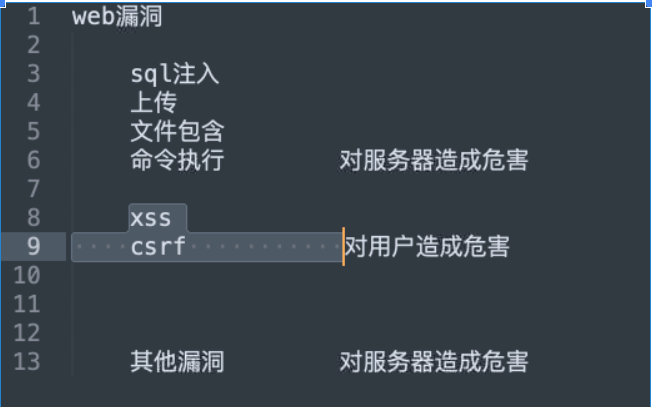 1 web漏洞
2
3 sql注入
4 上传
5 文件包含
6 命令执行 对服务器造成危害
7
8 xss
9 csrf 对用户造成危害
10
11
12
13 其他漏洞 对服务器造成危害